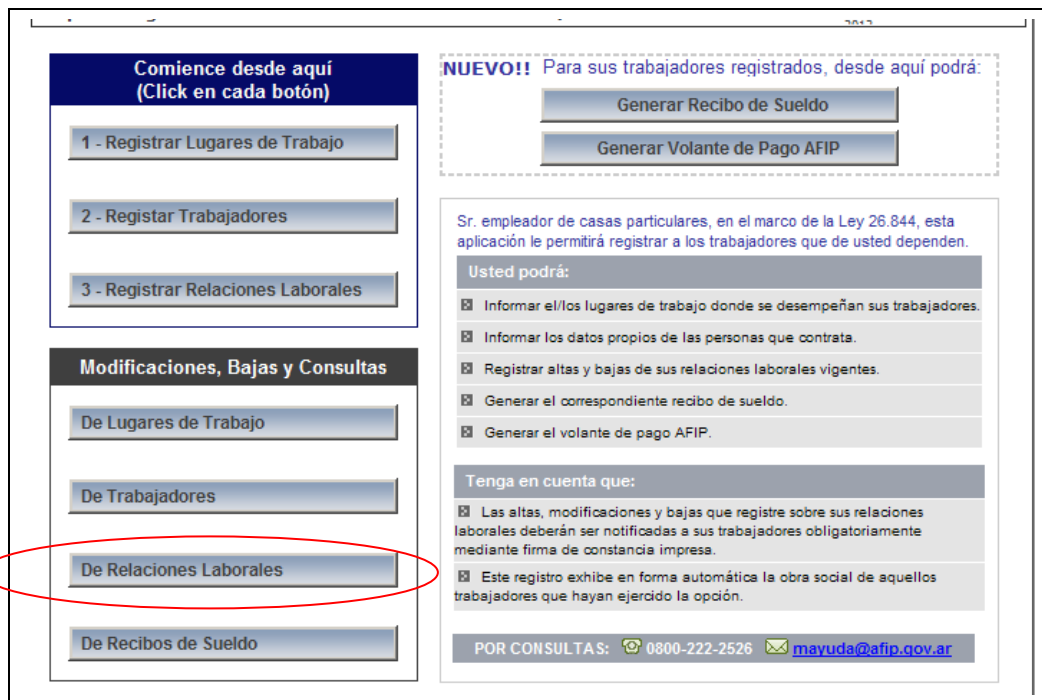 Comience desde aquí
(Click en cada botón)
1 - Registrar Lugares de Trabajo
2 - Registar Trabajadores
3 - Registrar Relaciones Laborales
Modificaciones, Bajas y Consultas
De Lugares de Trabajo
De Trabajadores
De Relaciones Laborales
De Recibos de Sueldo
NUEVO!! Para sus trabajadores registrados, desde aquí podrá:
Generar Recibo de Sueldo
Generar Volante de Pago AFIP
Sr. empleador de casas particulares, en el marco de la Ley 26.844, esta
aplicación le permitirá registrar a los trabajadores que de usted dependen.
Usted podrá:
Informar el/los lugares de trabajo donde se desempeñan sus trabajadores.
Informar los datos propios de las personas que contrata.
Registrar altas y bajas de sus relaciones laborales vigentes.
Generar el correspondiente recibo de sueldo.
Generar el volante de pago AFIP.
Tenga en cuenta que:
Las altas, modificaciones y bajas que registre sobre sus relaciones
laborales deberán ser notificadas a sus trabajadores obligatoriamente
mediante firma de constancia impresa.
Este registro exhibe en forma automática la obra social de aquellos
trabajadores que hayan ejercido la opción.
POR CONSULTAS: 0800-222-2526 mayuda@afip.gov.ar